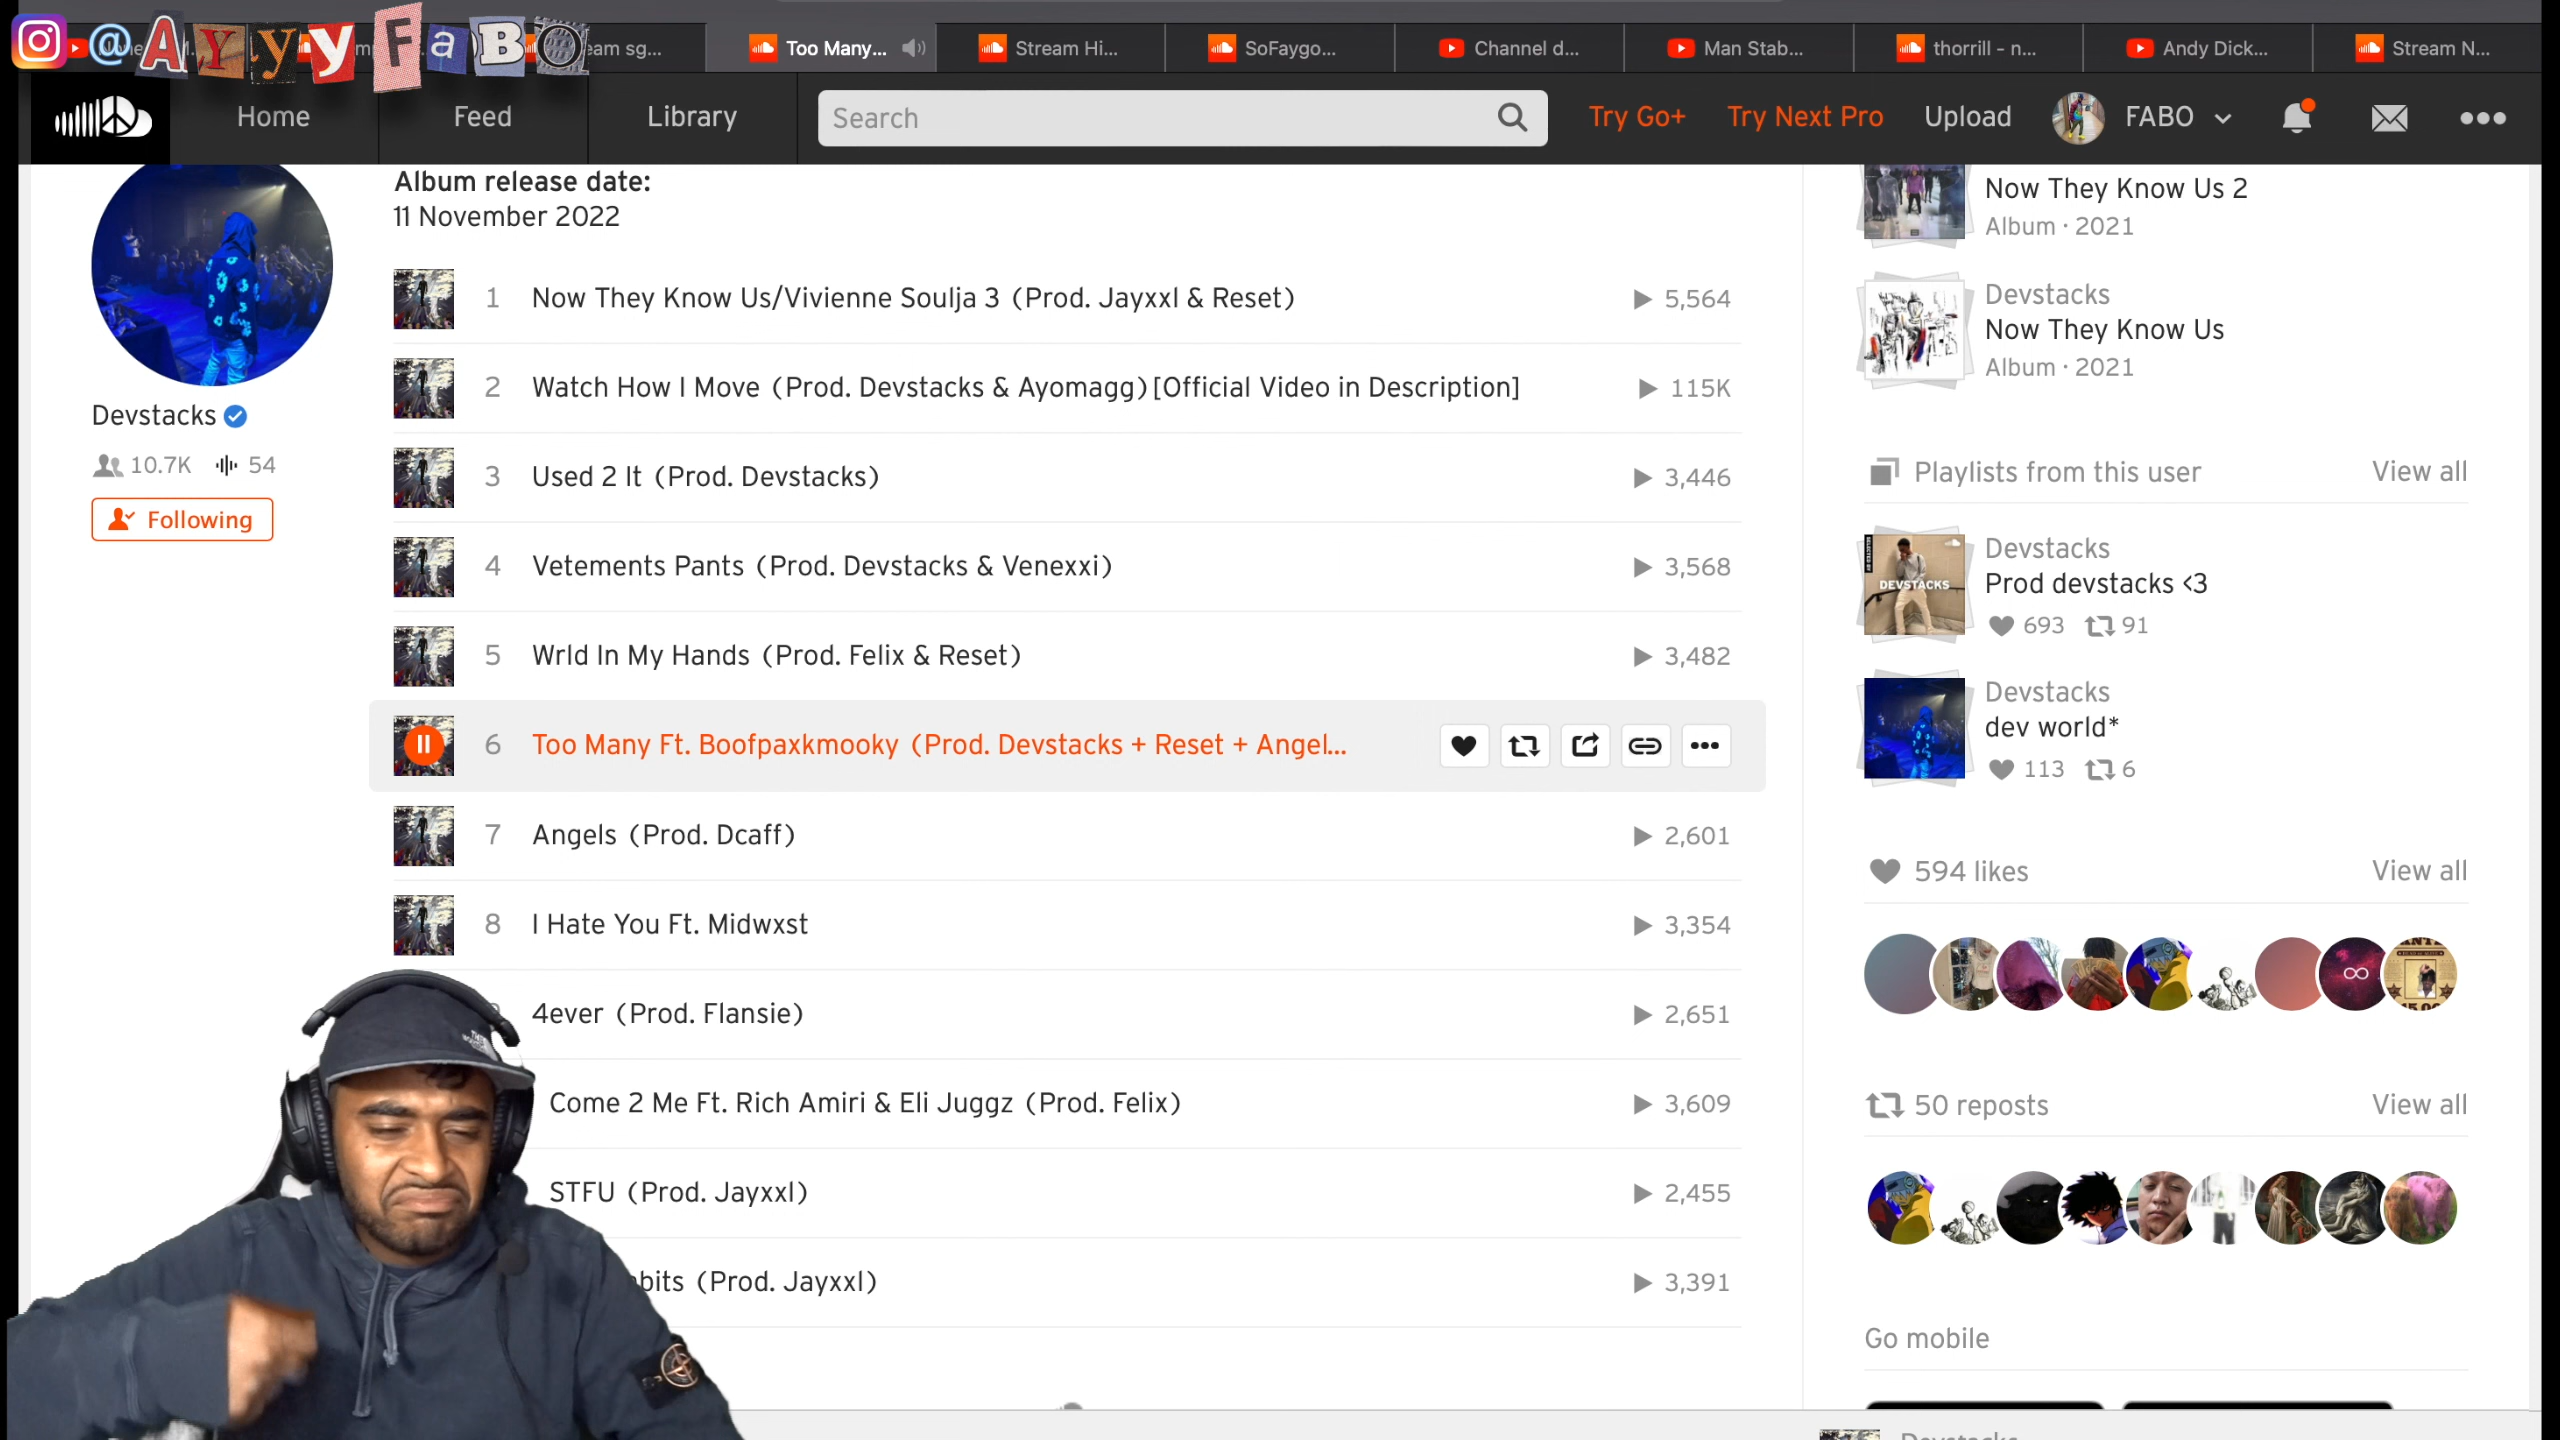 @AyyyFaBO
eam sg...
Too Many...
Stream Hi...
SoFaygo...
Channel d...
Man Stab...
thorrill - n...
Andy Dick...
Stream N...
Home
Feed
Library
Search
Try Go+
Try Next Pro
Upload
FABO
Album release date:
11 November 2022
Devstacks
10.7K
54
Following
1 Now They Know Us/Vivienne Soulja 3 (Prod. Jayxxl & Reset) 5,564
2 Watch How I Move (Prod. Devstacks & Ayomagg)[Official Video in Description] 115K
3 Used 2 It (Prod. Devstacks) 3,446
4 Vetements Pants (Prod. Devstacks & Venexxi) 3,568
5 Wrld In My Hands (Prod. Felix & Reset) 3,482
6 Too Many Ft. Boofpaxkmooky (Prod. Devstacks + Reset + Angel...
7 Angels (Prod. Dcaff) 2,601
8 I Hate You Ft. Midwxst 3,354
4ever (Prod. Flansie) 2,651
Come 2 Me Ft. Rich Amiri & Eli Juggz (Prod. Felix) 3,609
STFU (Prod. Jayxxl) 2,455
bits (Prod. Jayxxl) 3,391
Now They Know Us 2
Album · 2021
Devstacks
Now They Know Us
Album · 2021
Playlists from this user
View all
DEVSTACKS
Devstacks
Prod devstacks <3
693 91
Devstacks
dev world*
113 6
594 likes
View all
50 reposts
View all
Go mobile
Devstacks